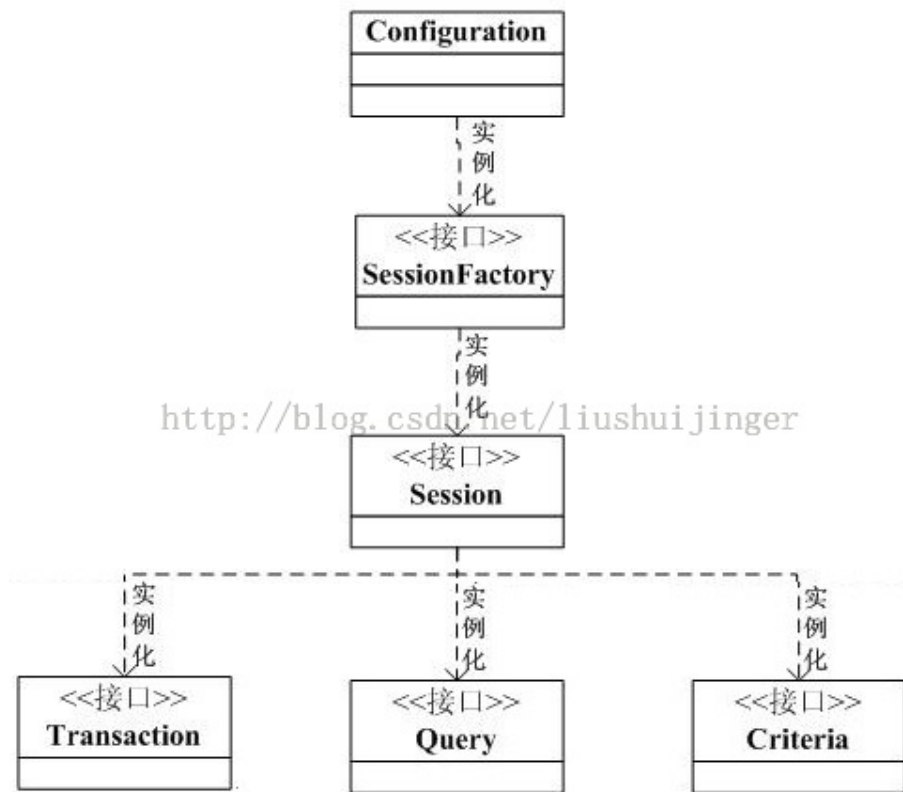 Configuration
实例化
<<接口>>
SessionFactory
实例化
http://blog.csdn.net/liushuijinger
<<接口>>
Session
实例化
实例化
实例化
<<接口>>
Transaction
<<接口>>
Query
<<接口>>
Criteria